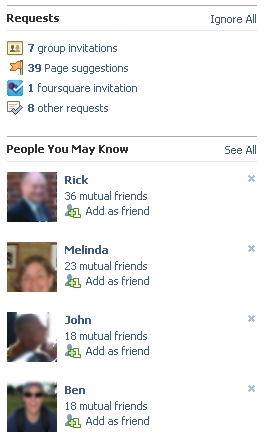 Requests Ignore All
7 group invitations
39 Page suggestions
1 foursquare invitation
8 other requests
People You May Know See All
Rick
36 mutual friends
Add as friend
Melinda
23 mutual friends
Add as friend
John
18 mutual friends
Add as friend
Ben
18 mutual friends
Add as friend